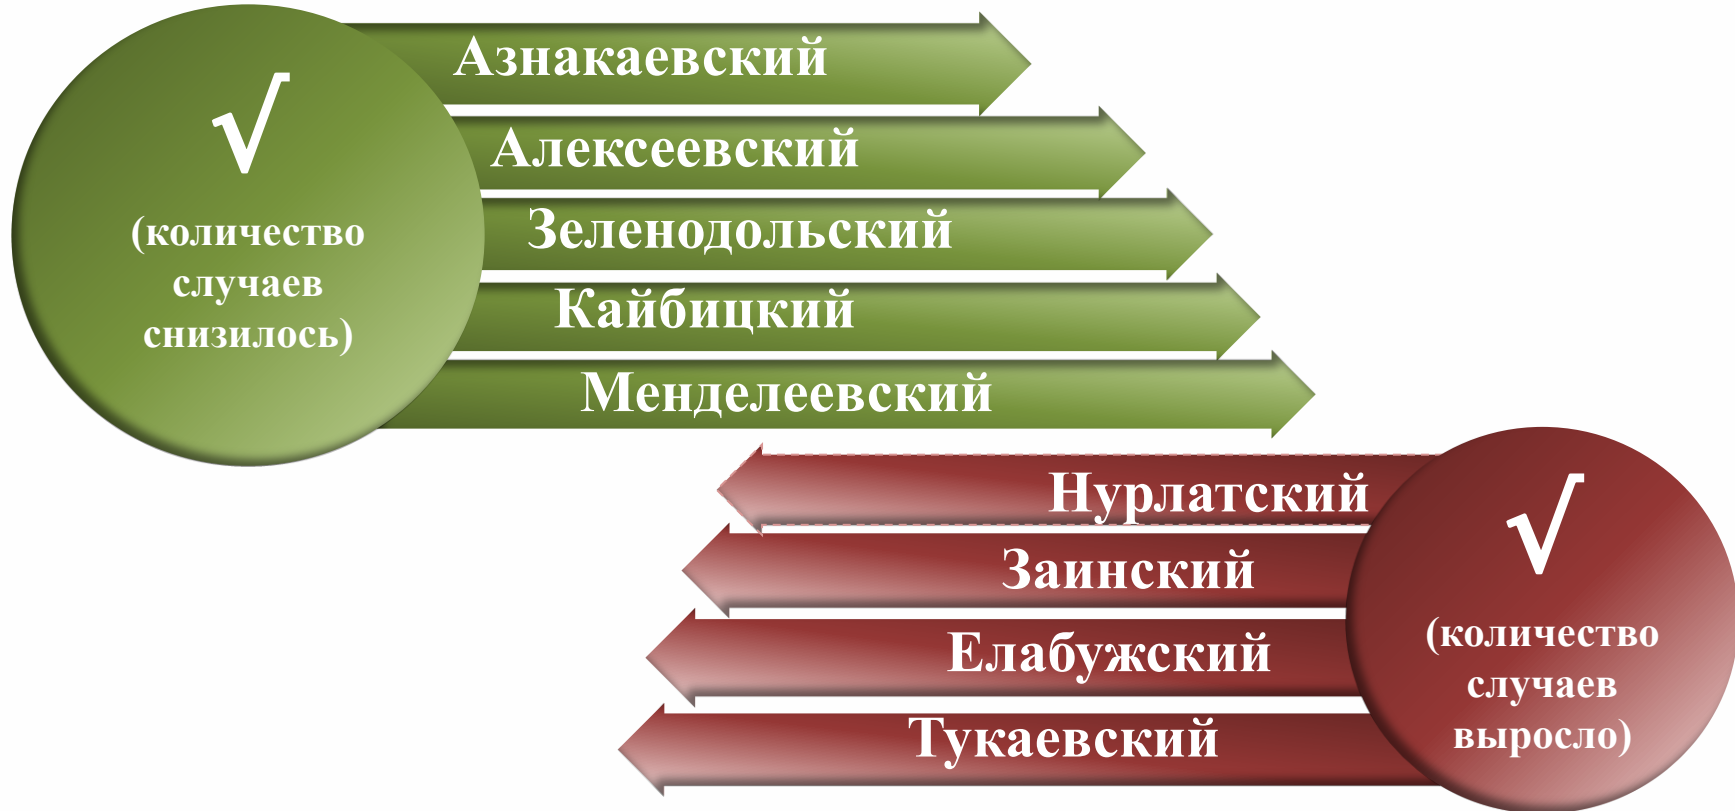 √
(количество
случаев
снизилось)
Азнакаевский
Алексеевский
Зеленодольский
Кайбицкий
Менделеевский
Нурлатский
Заинский
Елабужский
Тукаевский
√
(количество
случаев
выросло)